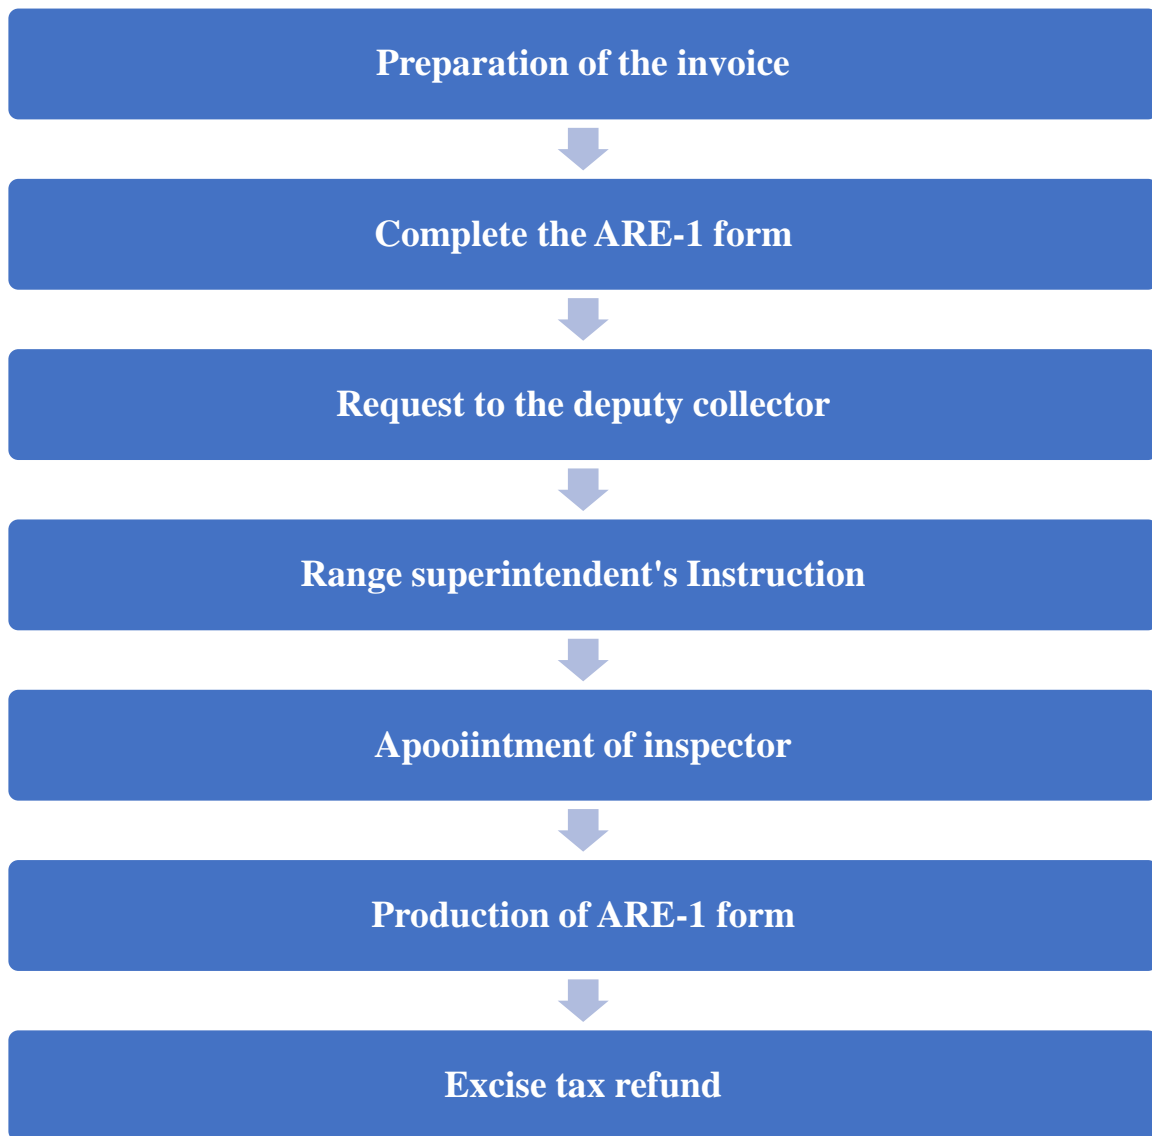 Preparation of the invoice
Complete the ARE-1 form
Request to the deputy collector
Range superintendent's Instruction
Apooiintment of inspector
Production of ARE-1 form
Excise tax refund